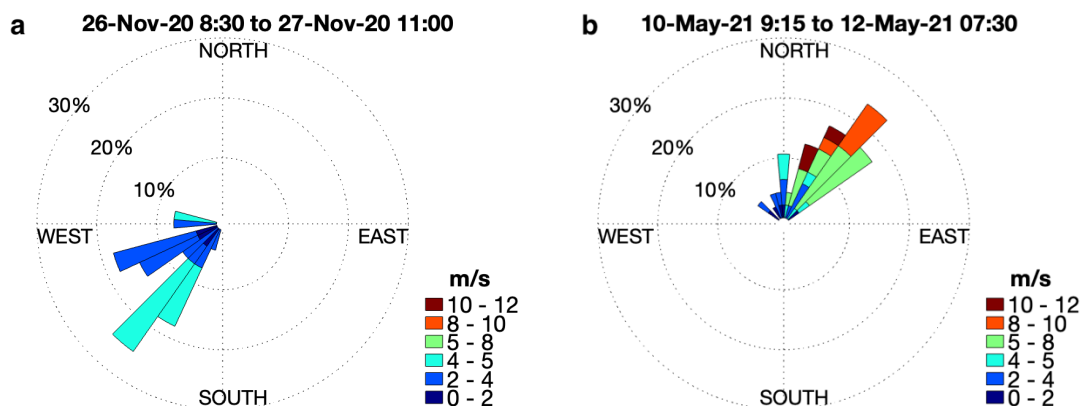 a
26-Nov-20 8:30 to 27-Nov-20 11:00
NORTH
30%
20%
10%
WEST
EAST
SOUTH
m/s
10 - 12
8 - 10
5 - 8
4 - 5
2 - 4
0 - 2
b
10-May-21 9:15 to 12-May-21 07:30
NORTH
30%
20%
10%
WEST
EAST
SOUTH
m/s
10 - 12
8 - 10
5 - 8
4 - 5
2 - 4
0 - 2